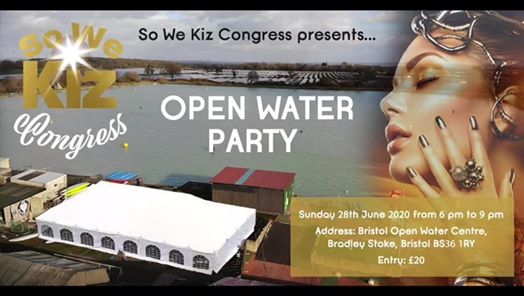 So We
Kiz
Congress
So We Kiz Congress presents...
OPEN WATER
PARTY
Sunday 28th June 2020 from 6 pm to 9 pm
Address: Bristol Open Water Centre,
Bradley Stoke, Bristol BS36 1RY
Entry: £20